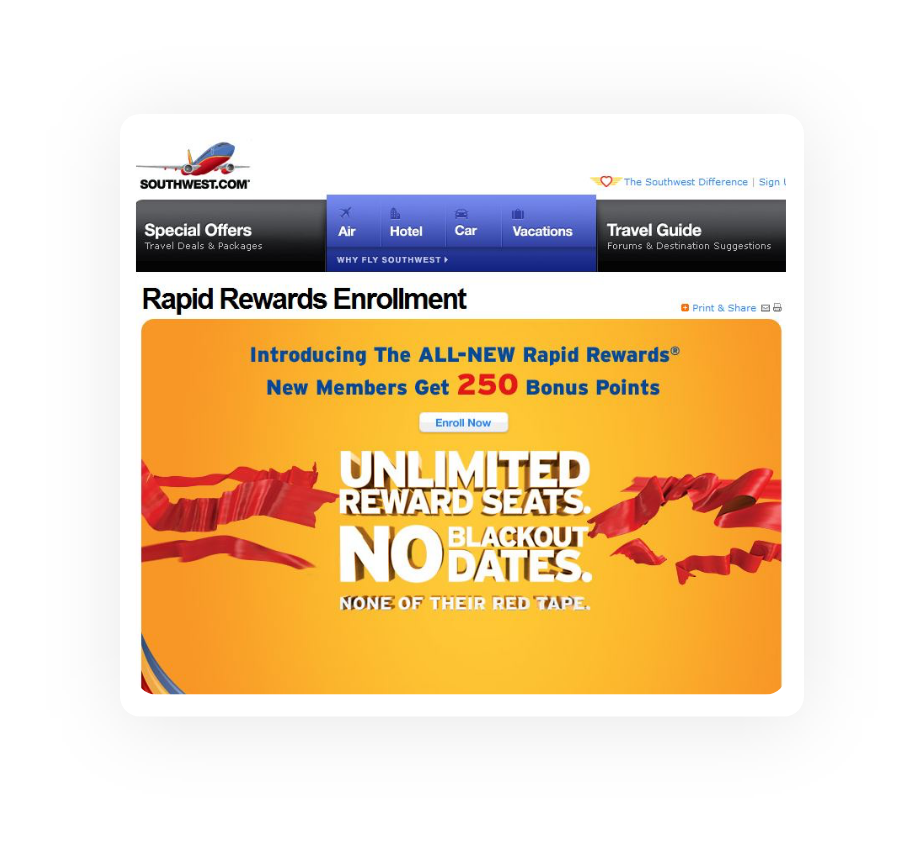 SOUTHWEST.COM®
The Southwest Difference | Sign
Special Offers
Travel Deals & Packages
Air
Hotel
Car
Vacations
WHY FLY SOUTHWEST
Travel Guide
Forums & Destination Suggestions
Rapid Rewards Enrollment
Print & Share
Introducing The ALL-NEW Rapid Rewards®
New Members Get 250 Bonus Points
Enroll Now
UNLIMITED
REWARD SEATS.
NO BLACKOUT
DATES.
NONE OF THEIR RED TAPE.